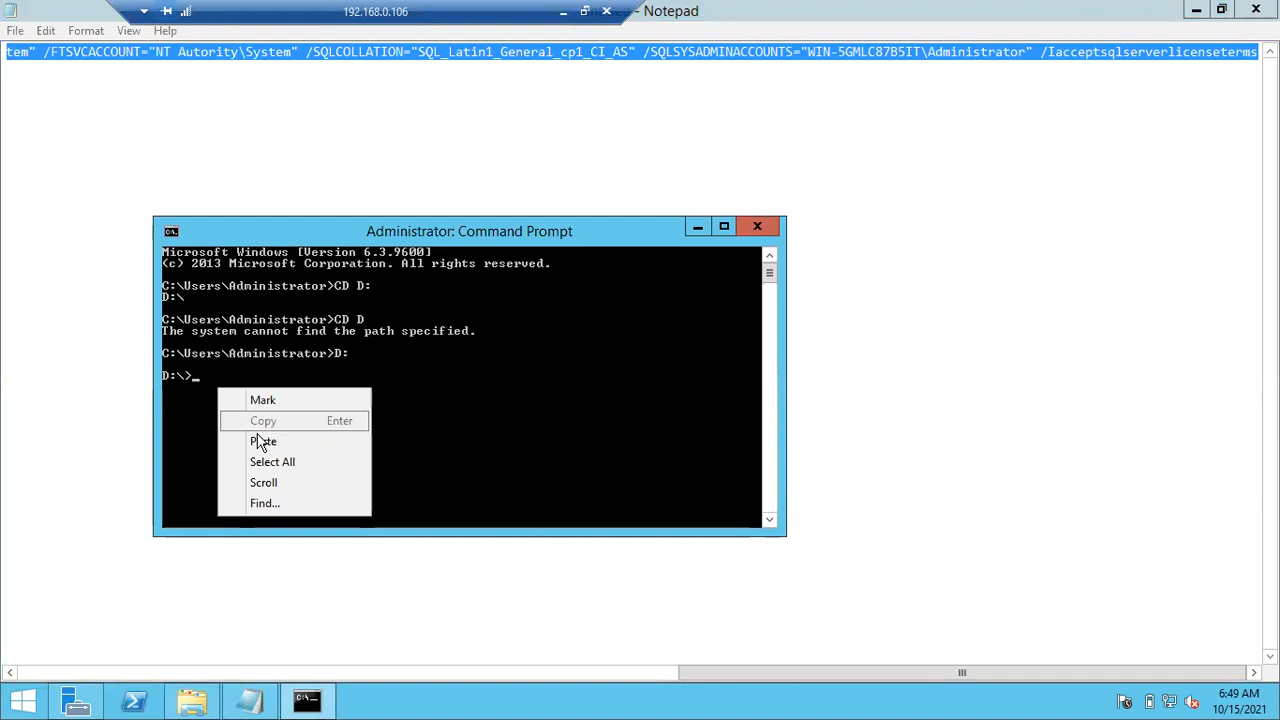 192.168.0.106
- Notepad
File Edit Format View Help
tem" /FTSVCACCOUNT="NT Autority\System" /SQLCOLLATION="SQL_Latin1_General_cp1_CI_AS" /SQLSYSADMINACCOUNTS="WIN-5GMLC87B5IT\Administrator" /Iacceptsqlserverlicenseterms
Administrator: Command Prompt
Microsoft Windows [Version 6.3.9600]
(c) 2013 Microsoft Corporation. All rights reserved.
C:\Users\Administrator>CD D:
D:\
C:\Users\Administrator>CD D
The system cannot find the path specified.
C:\Users\Administrator>D:
D:\>_
Mark
Copy Enter
Paste
Select All
Scroll
Find...
6:49 AM
10/15/2021